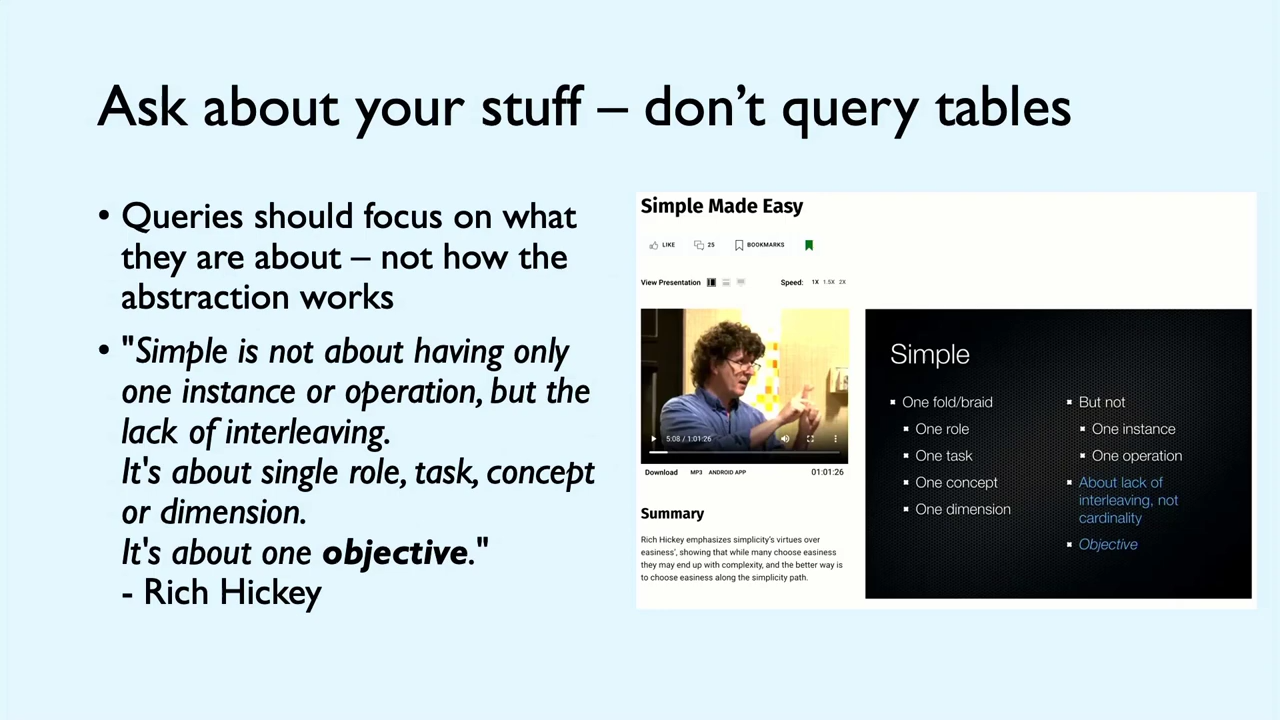 Ask about your stuff – don't query tables
• Queries should focus on what
they are about – not how the
abstraction works
• "Simple is not about having only
one instance or operation, but the
lack of interleaving.
It's about single role, task, concept
or dimension.
It's about one objective."
- Rich Hickey
Simple Made Easy
LIKE 25 BOOKMARKS
View Presentation Speed: 1X 1.5X 2X
5:08 / 1:01:26
Download MP3 ANDROID APP 01:01:26
Summary
Rich Hickey emphasizes simplicity's virtues over
easiness', showing that while many choose easiness
they may end up with complexity, and the better way is
to choose easiness along the simplicity path.
Simple
One fold/braid
One role
One task
One concept
One dimension
But not
One instance
One operation
About lack of
interleaving, not
cardinality
Objective